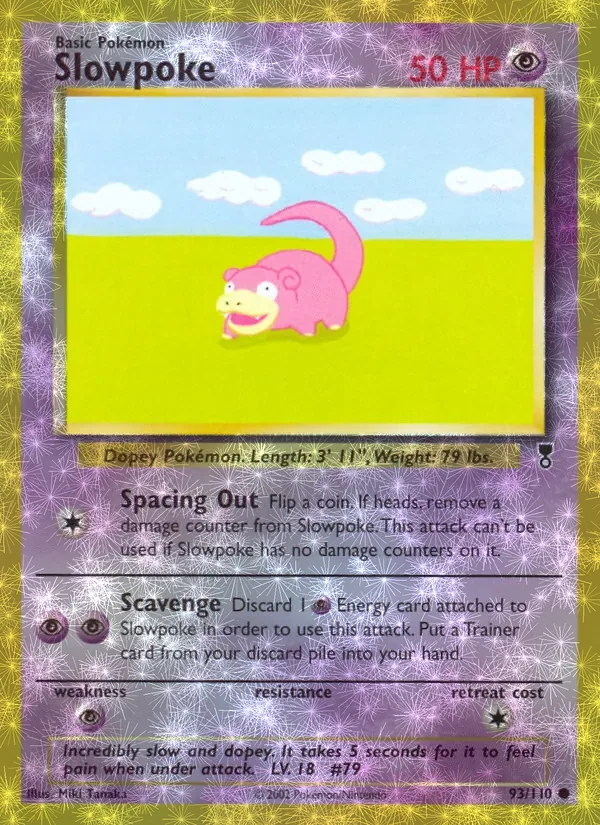 Basic Pokémon
Slowpoke 50 HP
Dopey Pokémon. Length: 3' 11", Weight: 79 lbs.
Spacing Out Flip a coin. If heads, remove a
damage counter from Slowpoke. This attack can't be
used if Slowpoke has no damage counters on it.
Scavenge Discard 1 Energy card attached to
Slowpoke in order to use this attack. Put a Trainer
card from your discard pile into your hand.
weakness resistance retreat cost
Incredibly slow and dopey. It takes 5 seconds for it to feel
pain when under attack. LV. 18 #79
Illus. Miki Tanaka © 2002 Pokémon/Nintendo 93/110